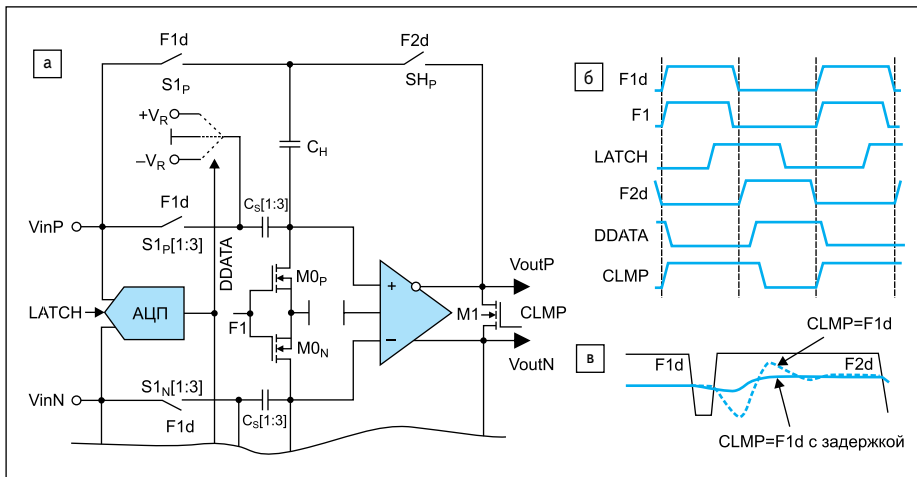 а
F1d
S1P
F2d
SHP
+VR
–VR
CH
F1d
CS[1:3]
VinP
S1P[1:3]
DDATA
M0P
LATCH
АЦП
F1
M0N
+
–
VoutP
M1
CLMP
VoutN
VinN
S1N[1:3]
F1d
CS[1:3]
б
F1d
F1
LATCH
F2d
DDATA
CLMP
в
CLMP=F1d
F1d
F2d
CLMP=F1d с задержкой